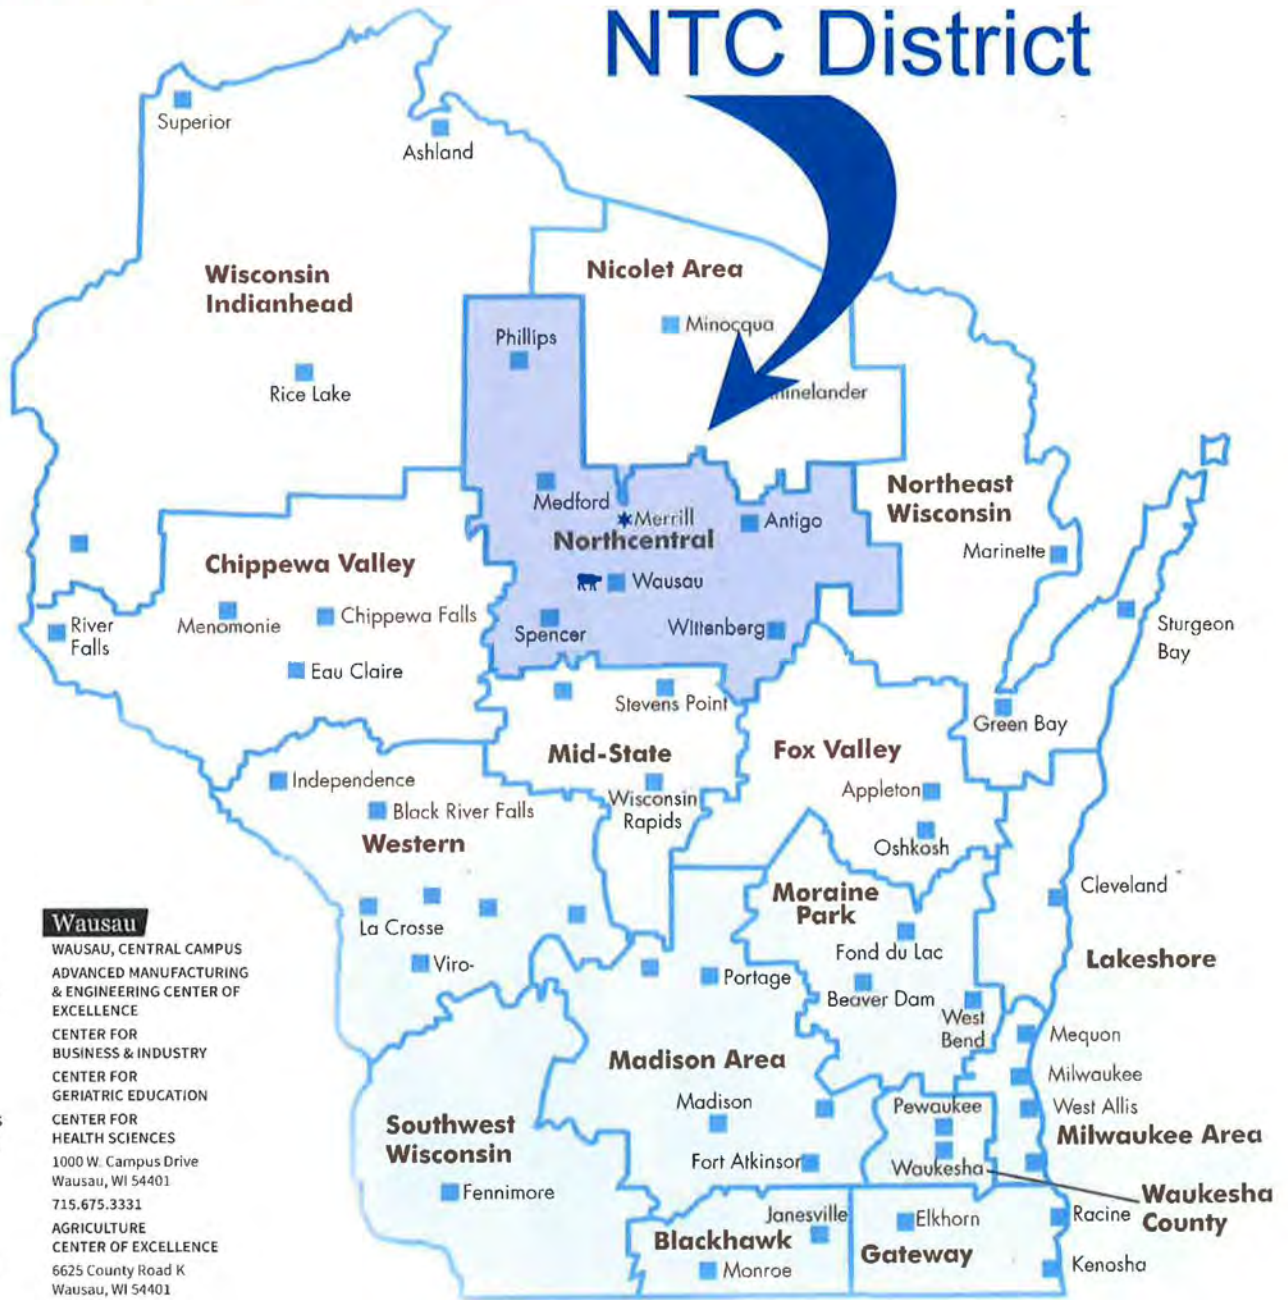 NTC District
Superior
Ashland
Wisconsin
Indianhead
Nicolet Area
Phillips
Minocqua
Rice Lake
Medford
Merrill
Antigo
Northcentral
Northeast
Wisconsin
Marinette
Chippewa Valley
Wausau
Menomonie
Chippewa Falls
River
Falls
Spencer
Wittenberg
Sturgeon
Bay
Eau Claire
Stevens Point
Green Bay
Mid-State
Fox Valley
Independence
Wisconsin
Rapids
Appleton
Black River Falls
Western
Oshkosh
Moraine
Park
Cleveland
La Crosse
Fond du Lac
Lakeshore
Viro-
Portage
Beaver Dam
West
Bend
Mequon
Madison Area
Milwaukee
Madison
Pewaukee
West Allis
Southwest
Wisconsin
Milwaukee Area
Fort Atkinson
Waukesha
Fennimore
Waukesha
County
Janesville
Elkhorn
Racine
Blackhawk
Gateway
Monroe
Kenosha
Wausau
WAUSAU, CENTRAL CAMPUS
ADVANCED MANUFACTURING
& ENGINEERING CENTER OF
EXCELLENCE
CENTER FOR
BUSINESS & INDUSTRY
CENTER FOR
GERIATRIC EDUCATION
CENTER FOR
HEALTH SCIENCES
1000 W. Campus Drive
Wausau, WI 54401
715.675.3331
AGRICULTURE
CENTER OF EXCELLENCE
6625 County Road K
Wausau, WI 54401